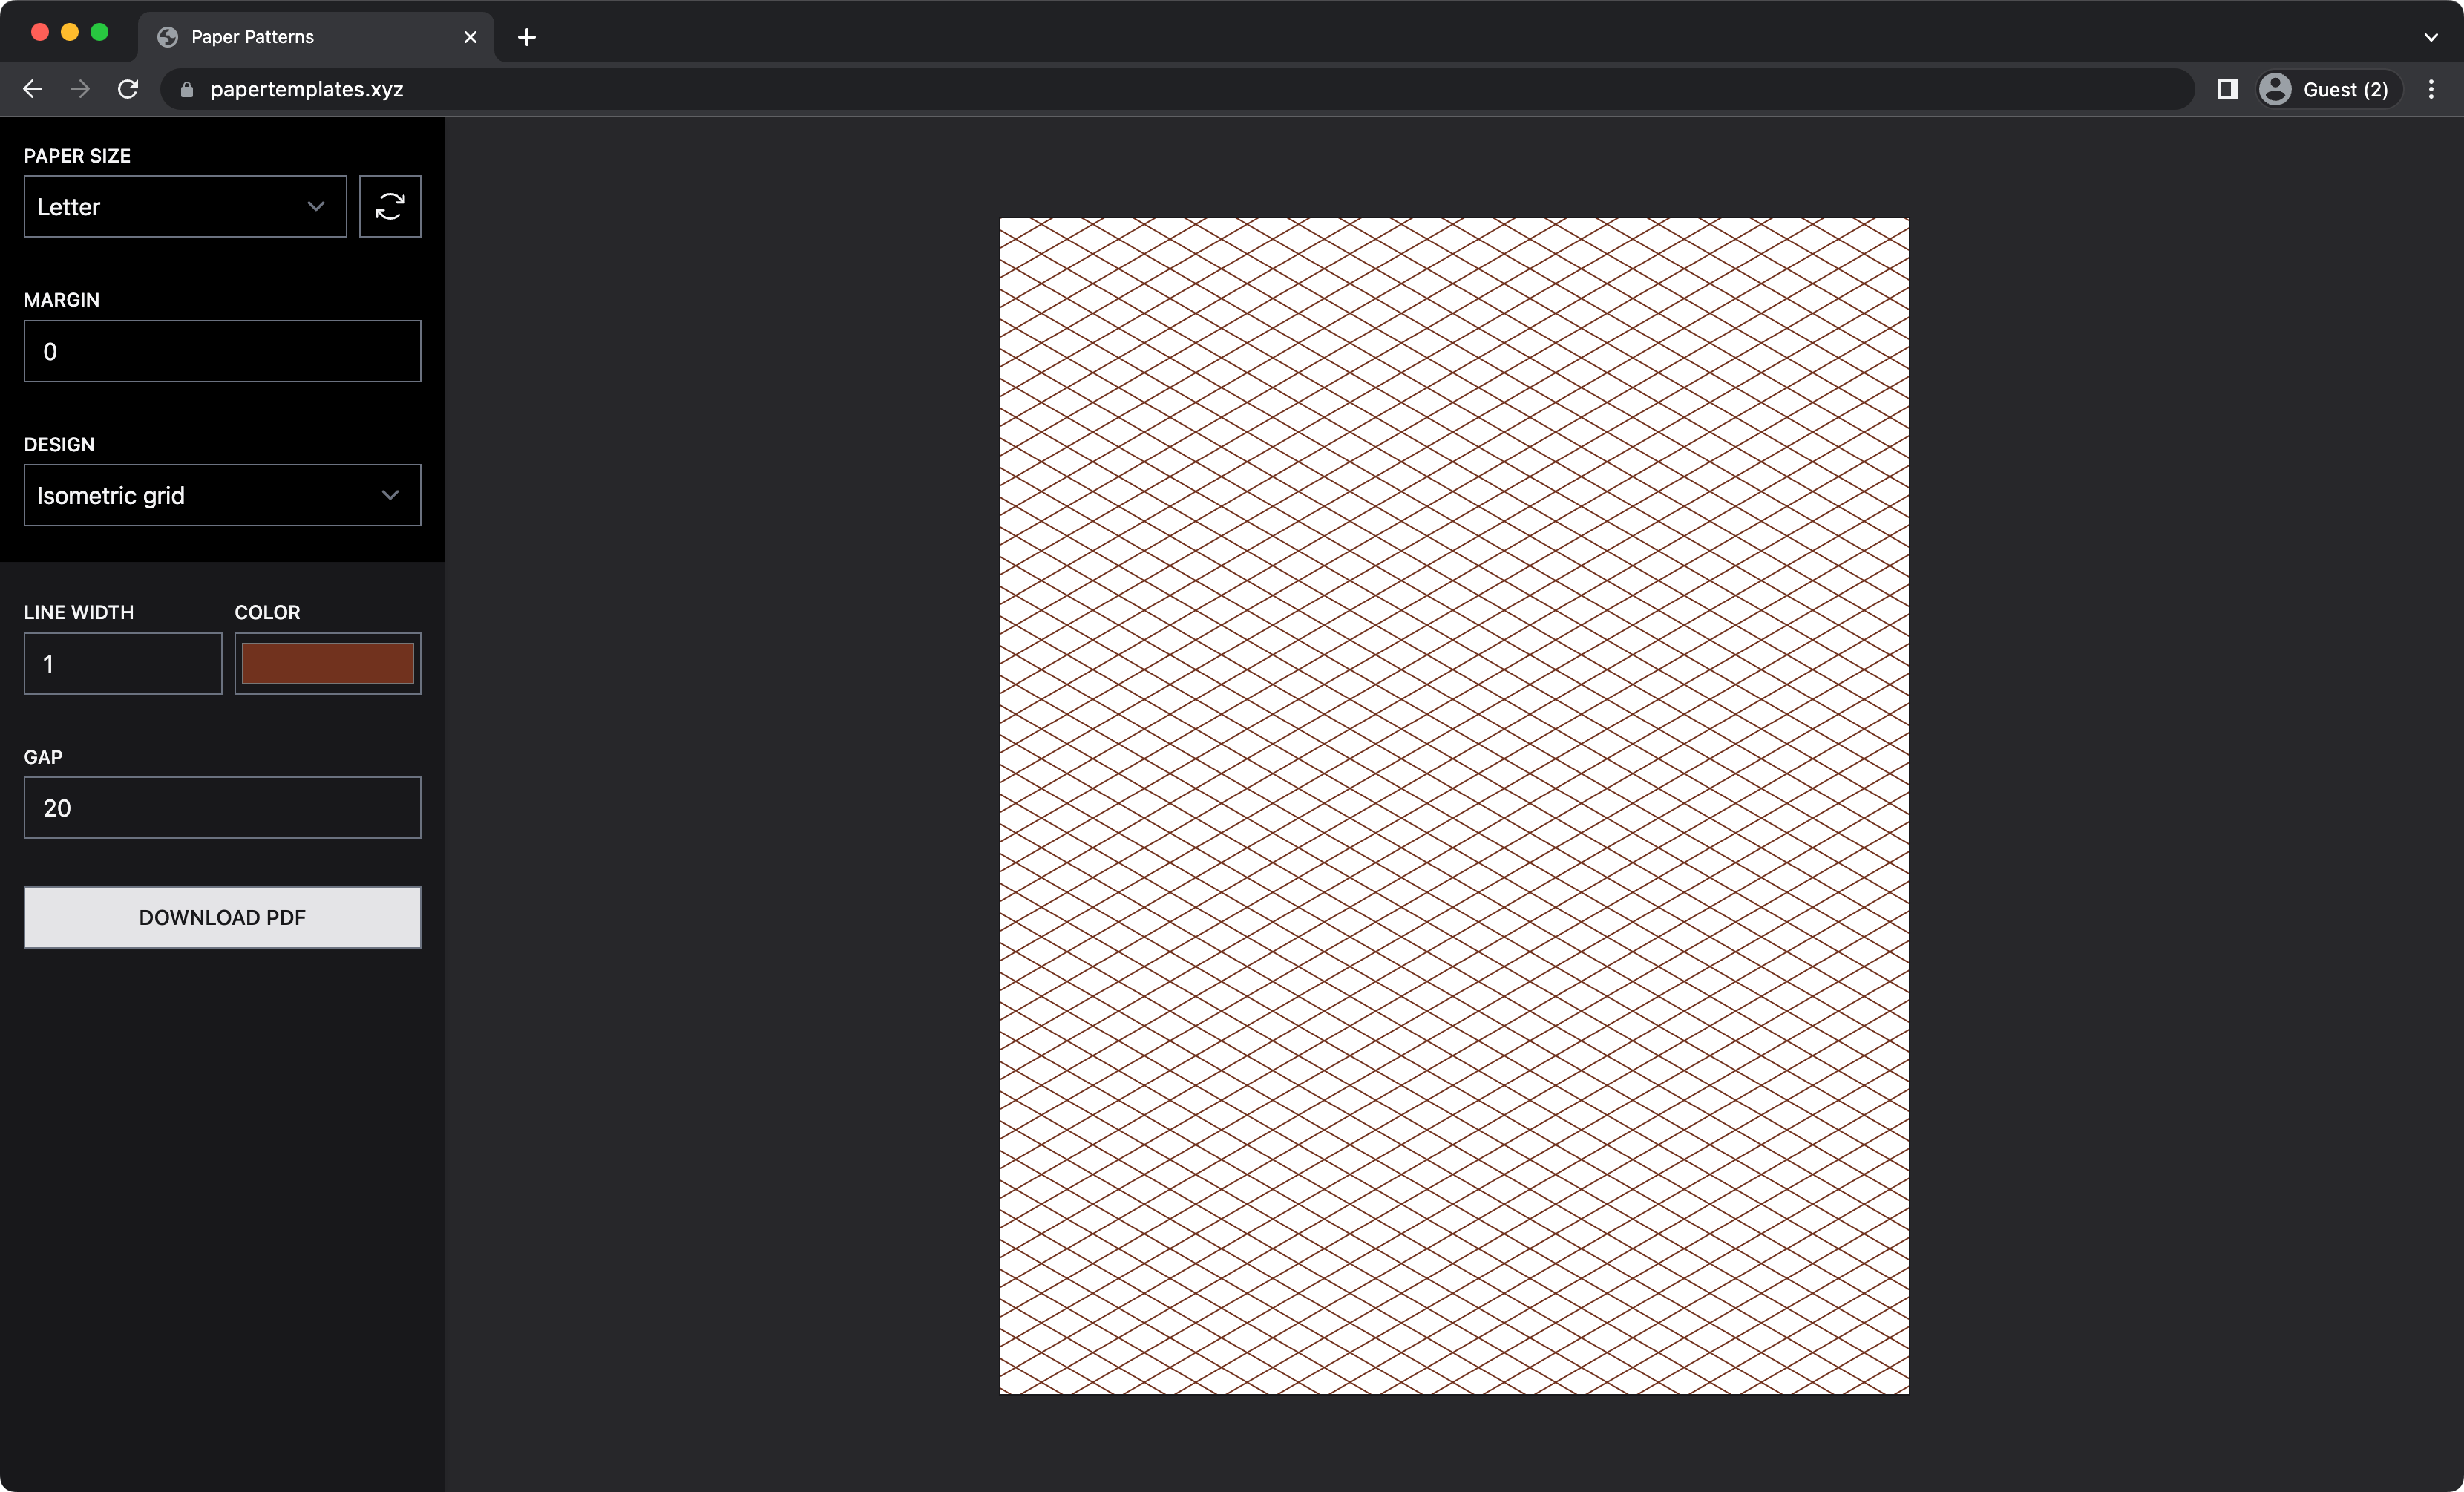 Paper Patterns
papertemplates.xyz
Guest (2)
PAPER SIZE
Letter
MARGIN
0
DESIGN
Isometric grid
LINE WIDTH COLOR
1
GAP
20
DOWNLOAD PDF